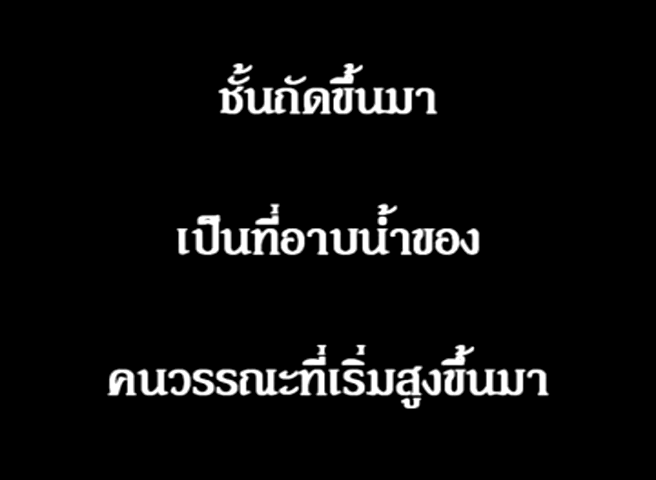 ชั้นถัดขึ้นมา
เป็นที่อาบน้ำของ
คนวรรณะที่เริ่มสูงขึ้นมา